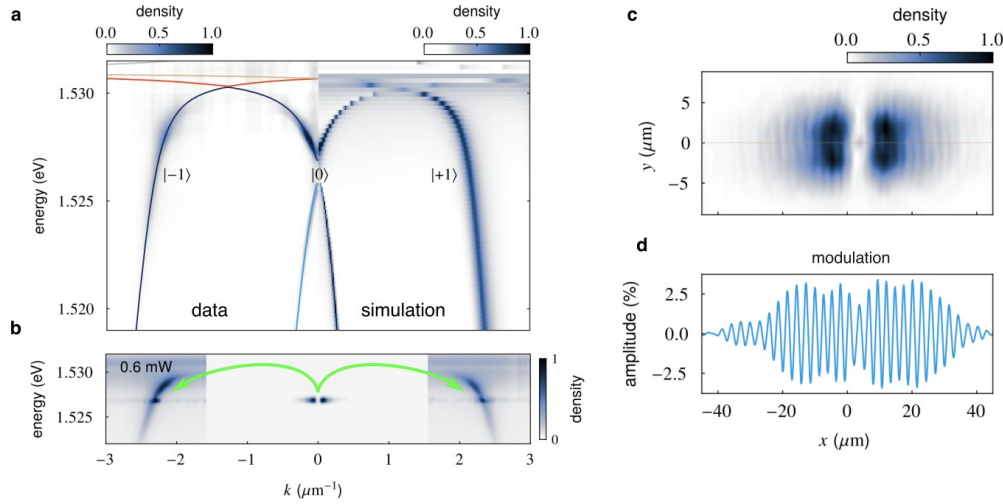 a
density
0.0 0.5 1.0
density
0.0 0.5 1.0
energy (eV)
1.530
1.525
1.520
|−1⟩
|0⟩
|+1⟩
data
simulation
b
energy (eV)
1.530
1.525
0.6 mW
1
0
density
−3 −2 −1 0 1 2 3
k (μm⁻¹)
c
density
0.0 0.5 1.0
y (μm)
5
0
−5
d
modulation
amplitude (%)
2.5
0.0
−2.5
−40 −20 0 20 40
x (μm)